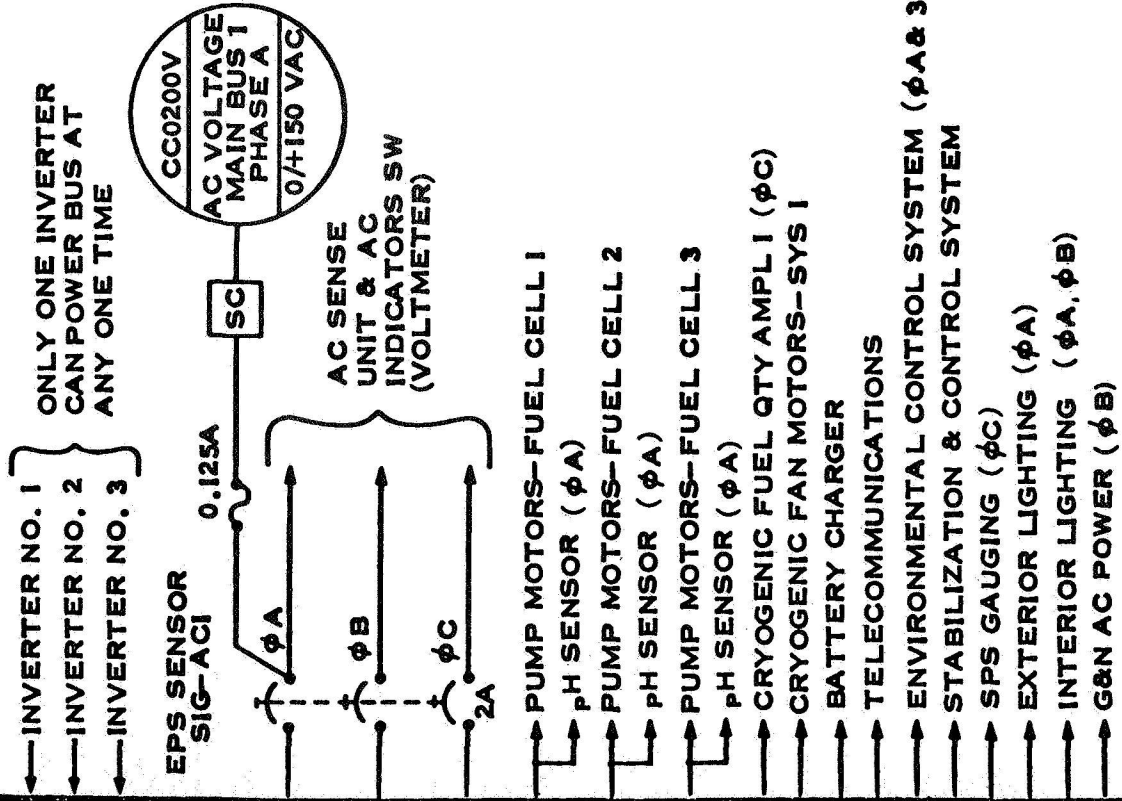 INVERTER NO. 1
INVERTER NO. 2
INVERTER NO. 3
ONLY ONE INVERTER
CAN POWER BUS AT
ANY ONE TIME
EPS SENSOR
SIG-AC1
0.125A
SC
CC0200V
AC VOLTAGE
MAIN BUS 1
PHASE A
0/+150 VAC
ϕA
ϕB
ϕC
2A
AC SENSE
UNIT & AC
INDICATORS SW
(VOLTMETER)
PUMP MOTORS-FUEL CELL 1
pH SENSOR (ϕA)
PUMP MOTORS-FUEL CELL 2
pH SENSOR (ϕA)
PUMP MOTORS-FUEL CELL 3
pH SENSOR (ϕA)
CRYOGENIC FUEL QTY AMPL 1 (ϕC)
CRYOGENIC FAN MOTORS-SYS 1
BATTERY CHARGER
TELECOMMUNICATIONS
ENVIRONMENTAL CONTROL SYSTEM (ϕA& 3
STABILIZATION & CONTROL SYSTEM
SPS GAUGING (ϕC)
EXTERIOR LIGHTING (ϕA)
INTERIOR LIGHTING (ϕA, ϕB)
G&N AC POWER (ϕB)